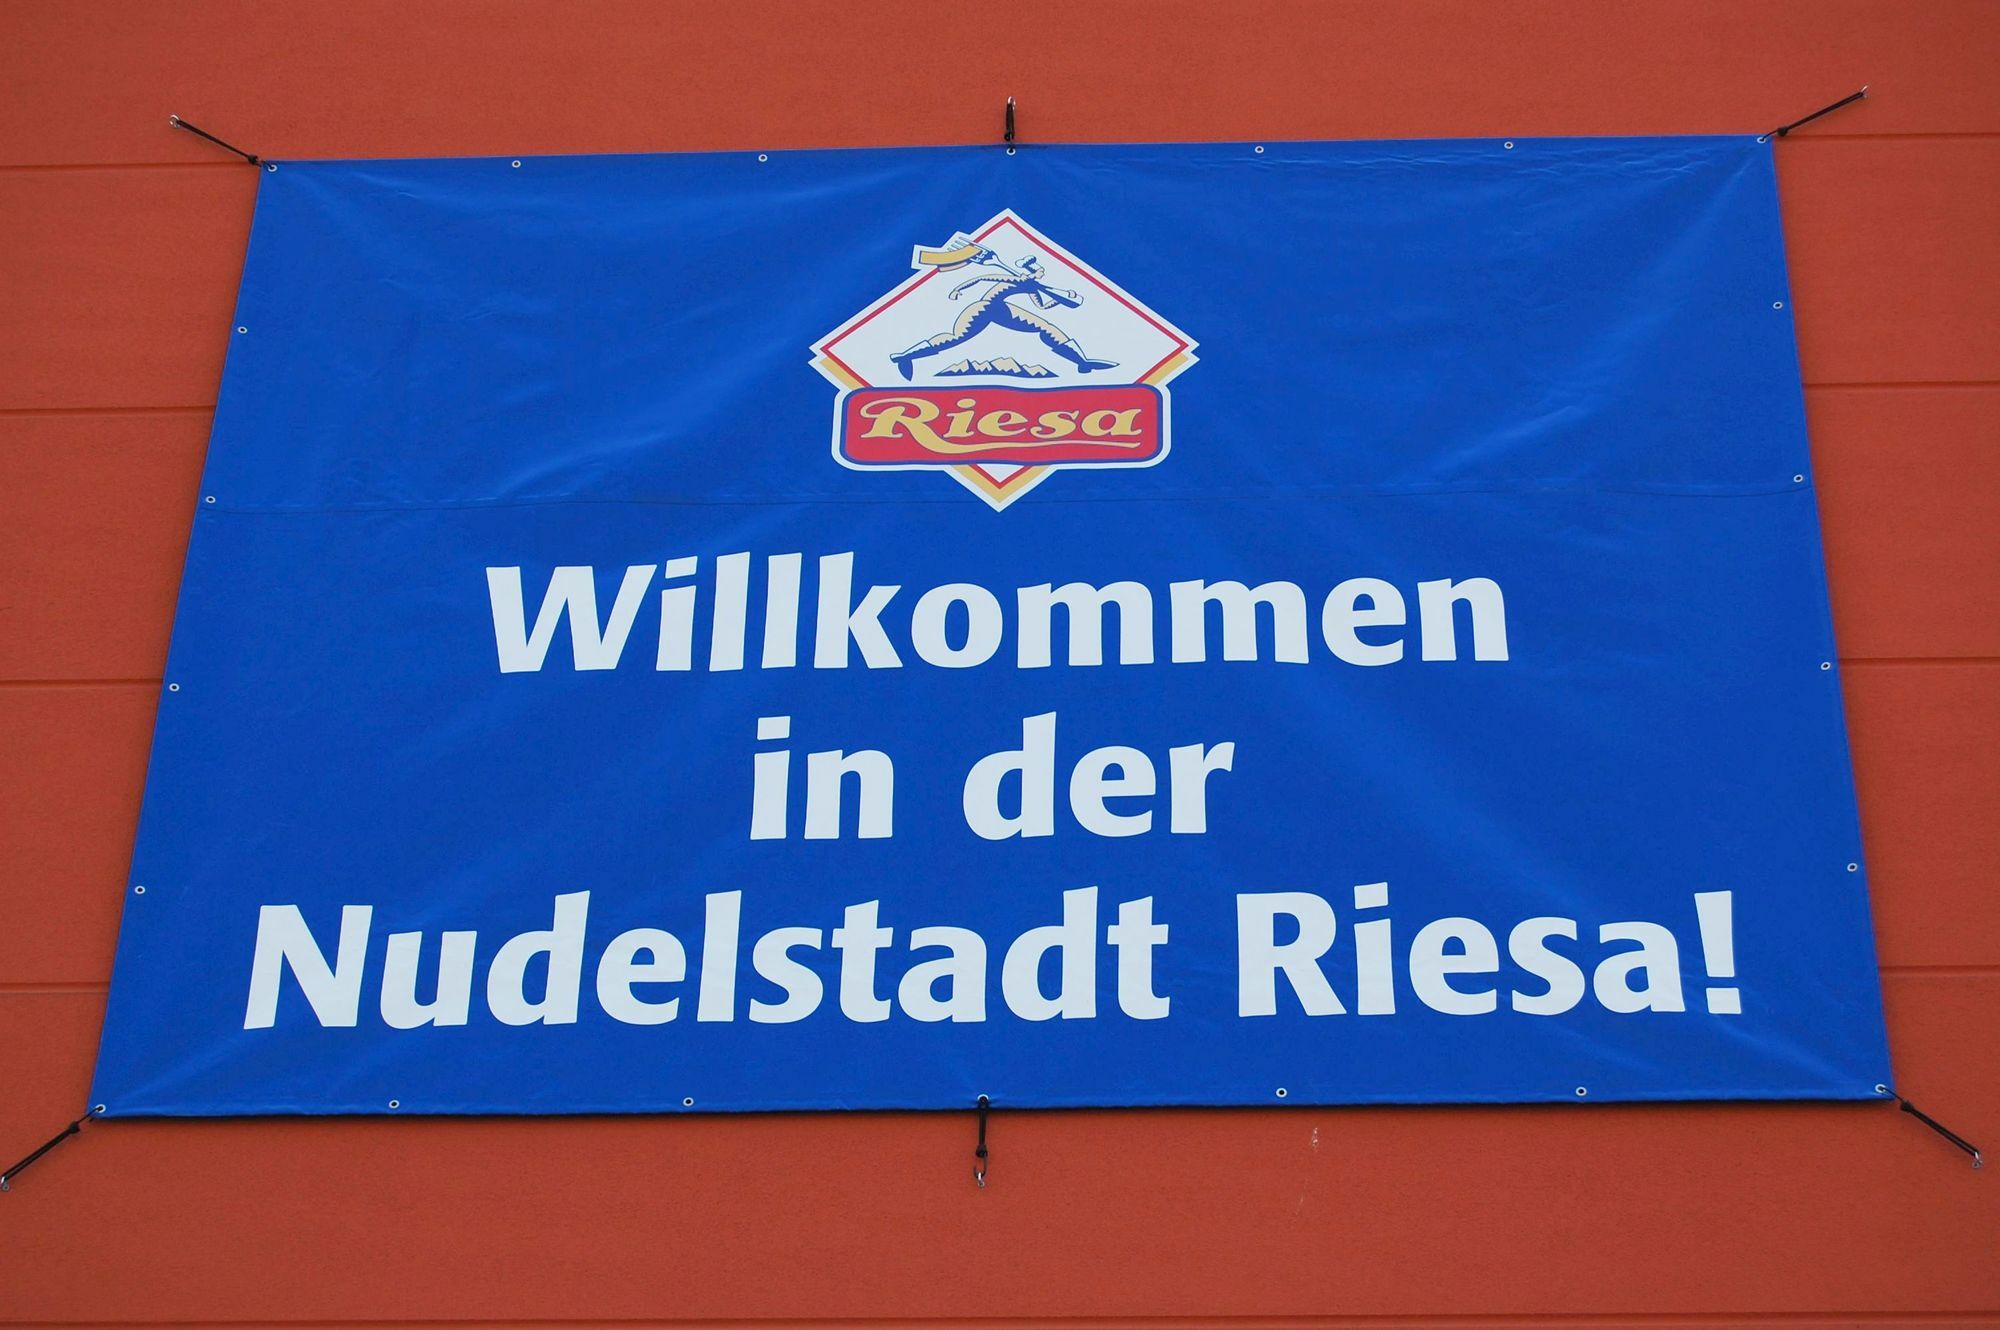 Riesa
Willkommen
in der
Nudelstadt Riesa!